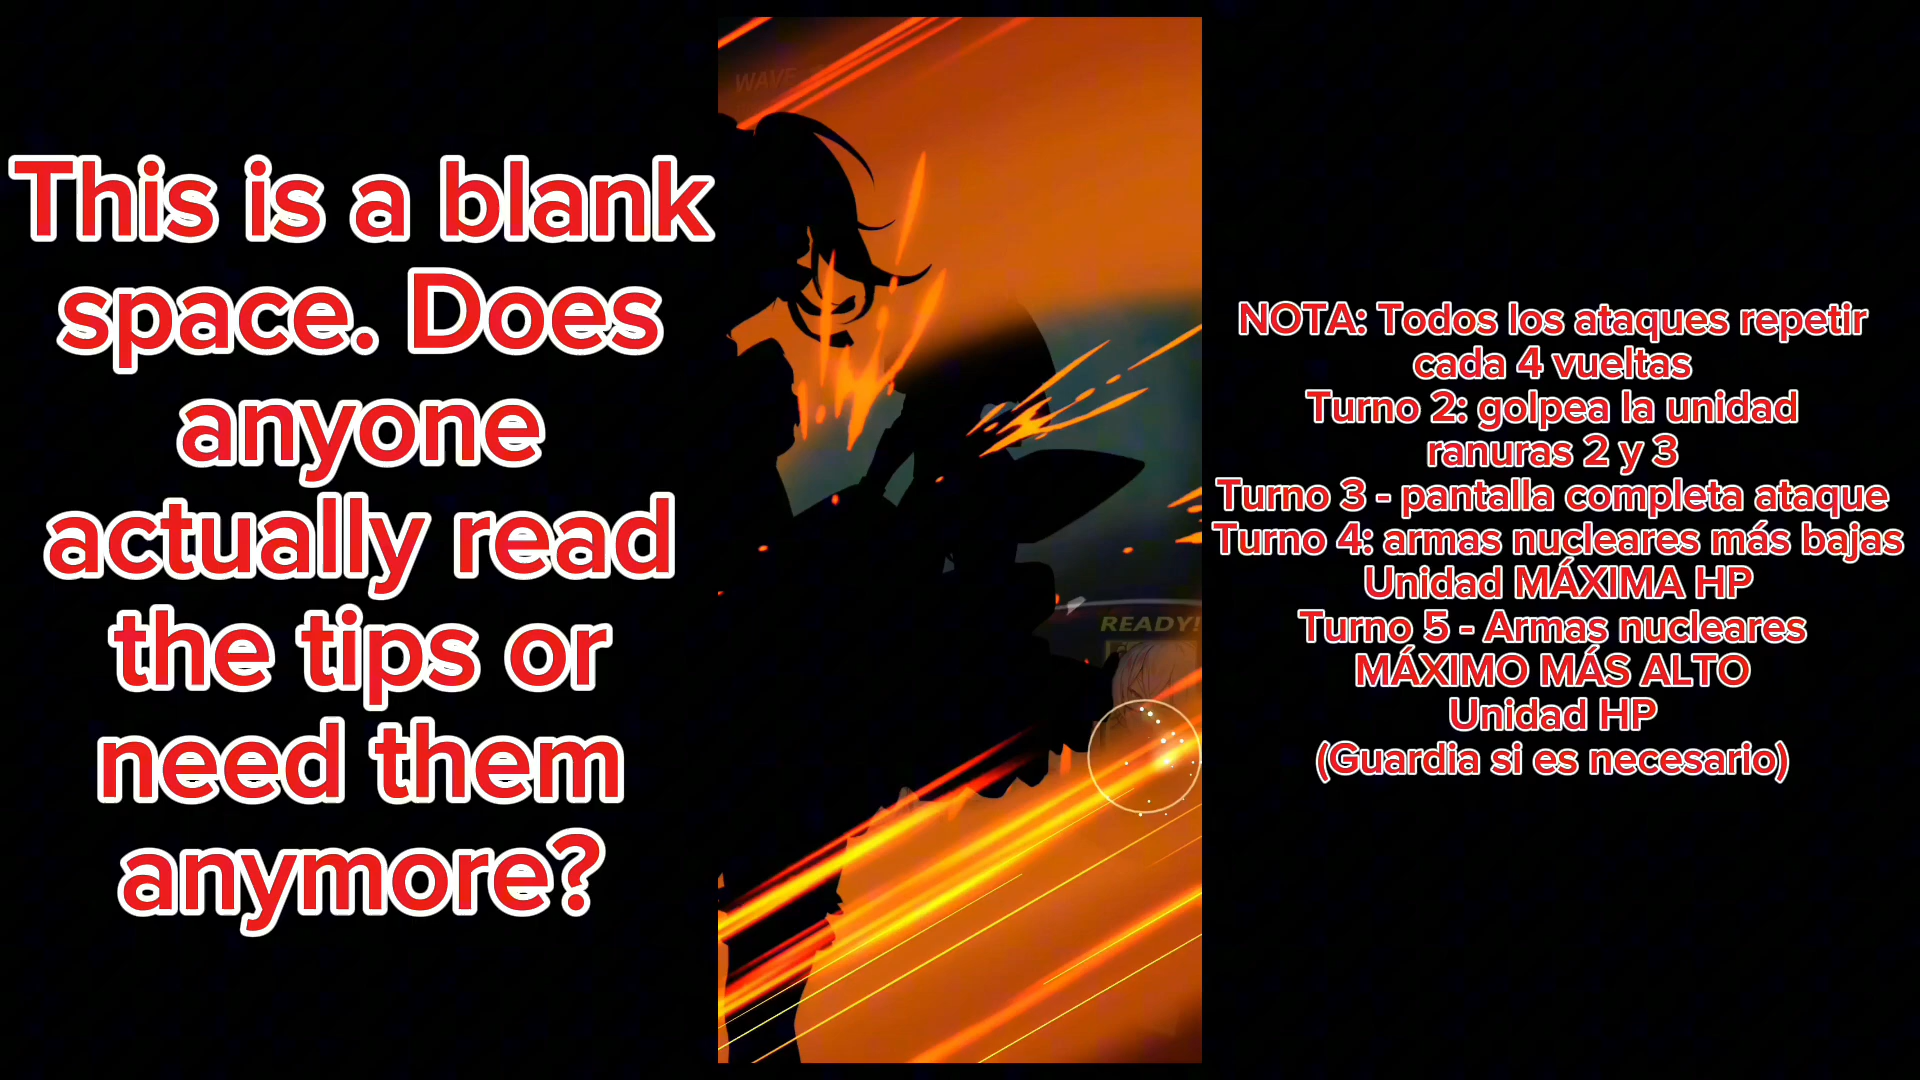 This is a blank
space. Does
anyone
actually read
the tips or
need them
anymore?
WAVE
READY!
NOTA: Todos los ataques repetir
cada 4 vueltas
Turno 2: golpea la unidad
ranuras 2 y 3
Turno 3 - pantalla completa ataque
Turno 4: armas nucleares más bajas
Unidad MÁXIMA HP
Turno 5 - Armas nucleares
MÁXIMO MÁS ALTO
Unidad HP
(Guardia si es necesario)